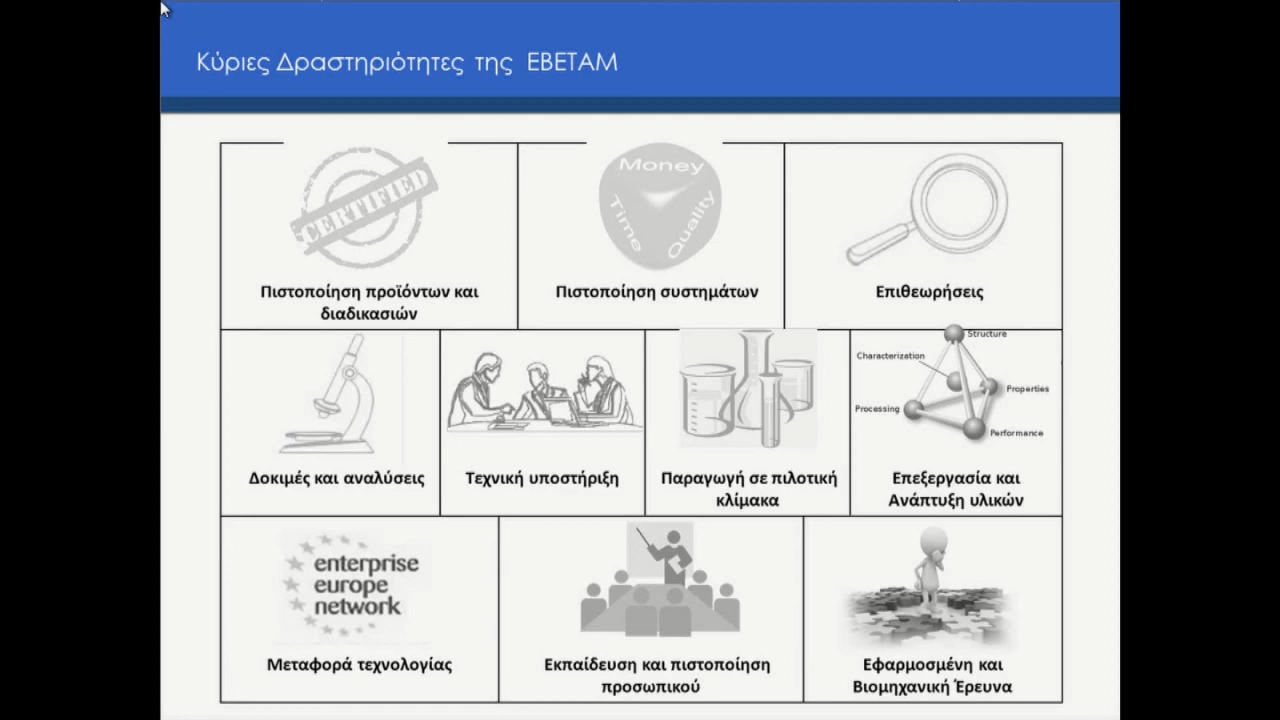 Κύριες Δραστηριότητες της ΕΒΕΤΑΜ
CERTIFIED
Money
Time
Quality
Πιστοποίηση προϊόντων και
διαδικασιών
Πιστοποίηση συστημάτων
Επιθεωρήσεις
Structure
Characterization
Properties
Processing
Performance
Δοκιμές και αναλύσεις
Τεχνική υποστήριξη
Παραγωγή σε πιλοτική
κλίμακα
Επεξεργασία και
Ανάπτυξη υλικών
enterprise
europe
network
Μεταφορά τεχνολογίας
Εκπαίδευση και πιστοποίηση
προσωπικού
Εφαρμοσμένη και
Βιομηχανική Έρευνα